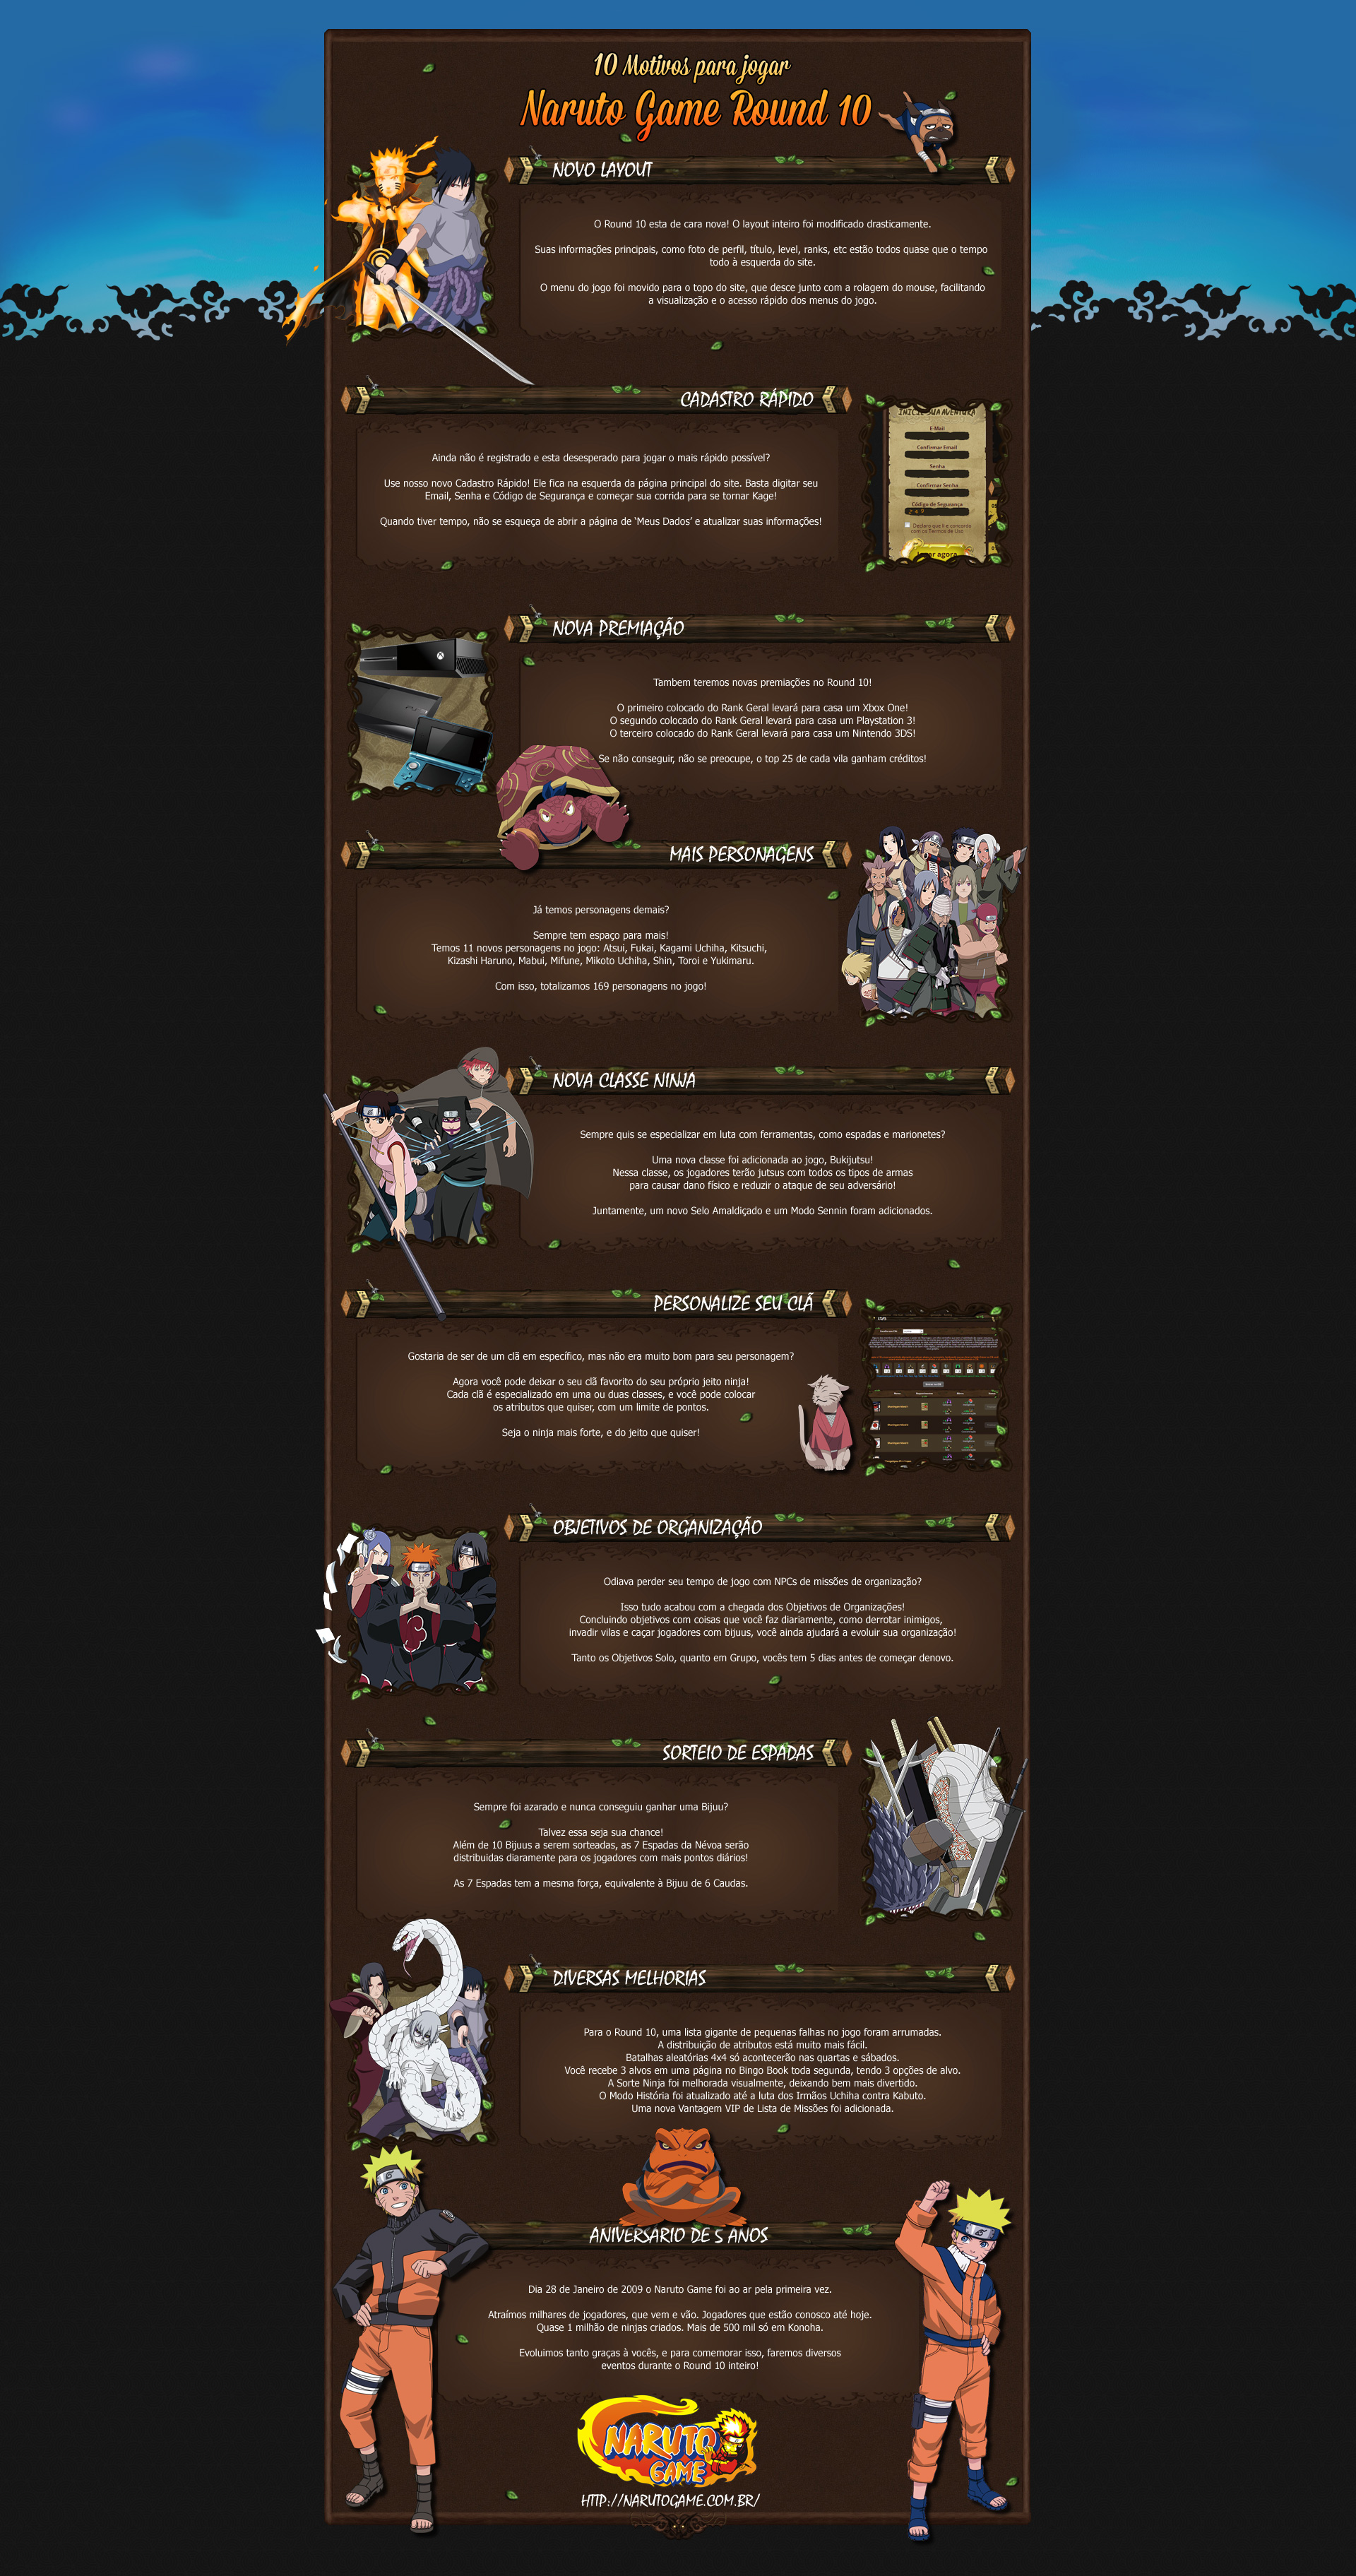 10 Motivos para jogar
Naruto Game Round 10
NOVO LAYOUT
O Round 10 esta de cara nova! O layout inteiro foi modificado drasticamente.
Suas informações principais, como foto de perfil, título, level, ranks, etc estão todos quase que o tempo
todo à esquerda do site.
O menu do jogo foi movido para o topo do site, que desce junto com a rolagem do mouse, facilitando
a visualização e o acesso rápido dos menus do jogo.
CADASTRO RÁPIDO
Ainda não é registrado e esta desesperado para jogar o mais rápido possível?
Use nosso novo Cadastro Rápido! Ele fica na esquerda da página principal do site. Basta digitar seu
Email, Senha e Código de Segurança e começar sua corrida para se tornar Kage!
Quando tiver tempo, não se esqueça de abrir a página de ‘Meus Dados’ e atualizar suas informações!
INICIE SUA AVENTURA
E-Mail
Confirmar Email
Senha
Confirmar Senha
Código de Segurança
Declaro que li e concordo
com os Termos de Uso
Jogar agora
NOVA PREMIAÇÃO
Tambem teremos novas premiações no Round 10!
O primeiro colocado do Rank Geral levará para casa um Xbox One!
O segundo colocado do Rank Geral levará para casa um Playstation 3!
O terceiro colocado do Rank Geral levará para casa um Nintendo 3DS!
Se não conseguir, não se preocupe, o top 25 de cada vila ganham créditos!
MAIS PERSONAGENS
Já temos personagens demais?
Sempre tem espaço para mais!
Temos 11 novos personagens no jogo: Atsui, Fukai, Kagami Uchiha, Kitsuchi,
Kizashi Haruno, Mabui, Mifune, Mikoto Uchiha, Shin, Toroi e Yukimaru.
Com isso, totalizamos 169 personagens no jogo!
NOVA CLASSE NINJA
Sempre quis se especializar em luta com ferramentas, como espadas e marionetes?
Uma nova classe foi adicionada ao jogo, Bukijutsu!
Nessa classe, os jogadores terão jutsus com todos os tipos de armas
para causar dano físico e reduzir o ataque de seu adversário!
Juntamente, um novo Selo Amaldiçado e um Modo Sennin foram adicionados.
PERSONALIZE SEU CLÃ
Gostaria de ser de um clã em específico, mas não era muito bom para seu personagem?
Agora você pode deixar o seu clã favorito do seu próprio jeito ninja!
Cada clã é especializado em uma ou duas classes, e você pode colocar
os atributos que quiser, com um limite de pontos.
Seja o ninja mais forte, e do jeito que quiser!
OBJETIVOS DE ORGANIZAÇÃO
Odiava perder seu tempo de jogo com NPCs de missões de organização?
Isso tudo acabou com a chegada dos Objetivos de Organizações!
Concluindo objetivos com coisas que você faz diariamente, como derrotar inimigos,
invadir vilas e caçar jogadores com bijuus, você ainda ajudará a evoluir sua organização!
Tanto os Objetivos Solo, quanto em Grupo, vocês tem 5 dias antes de começar denovo.
SORTEIO DE ESPADAS
Sempre foi azarado e nunca conseguiu ganhar uma Bijuu?
Talvez essa seja sua chance!
Além de 10 Bijuus a serem sorteadas, as 7 Espadas da Névoa serão
distribuidas diaramente para os jogadores com mais pontos diários!
As 7 Espadas tem a mesma força, equivalente à Bijuu de 6 Caudas.
DIVERSAS MELHORIAS
Para o Round 10, uma lista gigante de pequenas falhas no jogo foram arrumadas.
A distribuição de atributos está muito mais fácil.
Batalhas aleatórias 4x4 só acontecerão nas quartas e sábados.
Você recebe 3 alvos em uma página no Bingo Book toda segunda, tendo 3 opções de alvo.
A Sorte Ninja foi melhorada visualmente, deixando bem mais divertido.
O Modo História foi atualizado até a luta dos Irmãos Uchiha contra Kabuto.
Uma nova Vantagem VIP de Lista de Missões foi adicionada.
ANIVERSARIO DE 5 ANOS
Dia 28 de Janeiro de 2009 o Naruto Game foi ao ar pela primeira vez.
Atraímos milhares de jogadores, que vem e vão. Jogadores que estão conosco até hoje.
Quase 1 milhão de ninjas criados. Mais de 500 mil só em Konoha.
Evoluimos tanto graças à vocês, e para comemorar isso, faremos diversos
eventos durante o Round 10 inteiro!
NARUTO
GAME
HTTP://NARUTOGAME.COM.BR/